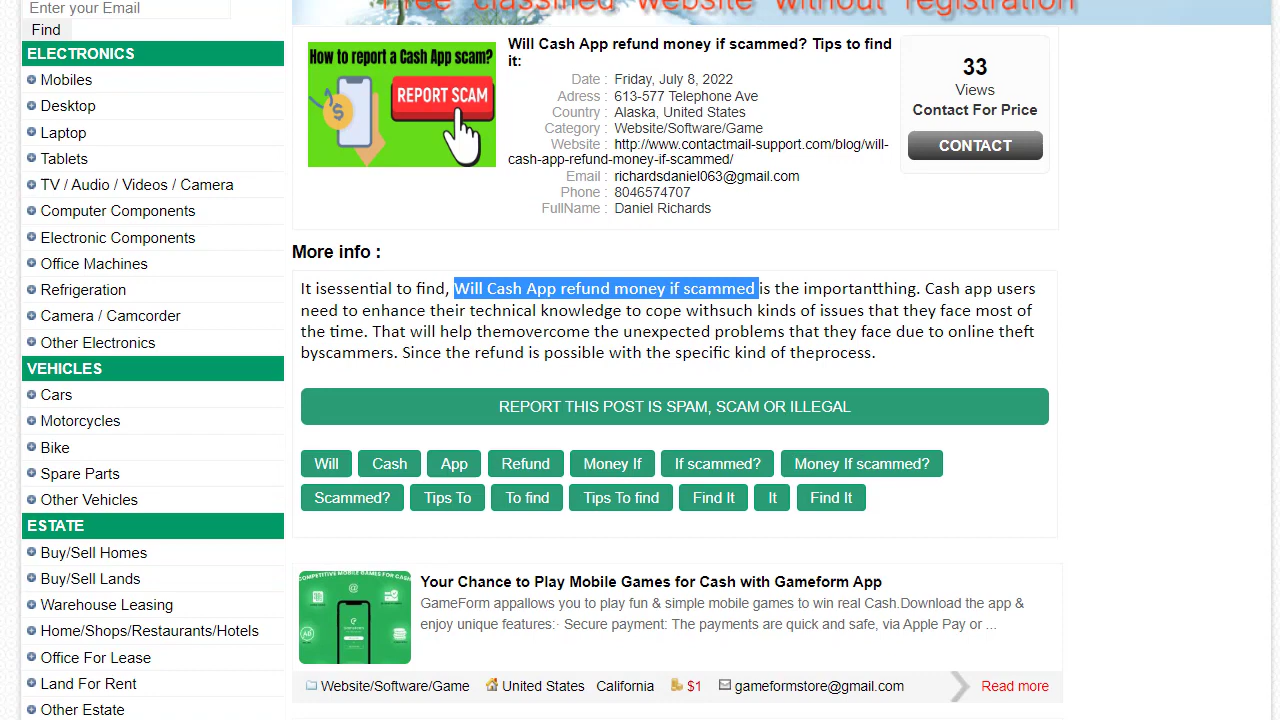 Enter your Email
Find
ELECTRONICS
Mobiles
Desktop
Laptop
Tablets
TV / Audio / Videos / Camera
Computer Components
Electronic Components
Office Machines
Refrigeration
Camera / Camcorder
Other Electronics
VEHICLES
Cars
Motorcycles
Bike
Spare Parts
Other Vehicles
ESTATE
Buy/Sell Homes
Buy/Sell Lands
Warehouse Leasing
Home/Shops/Restaurants/Hotels
Office For Lease
Land For Rent
Other Estate
Free classified website without registration
How to report a Cash App scam?
REPORT SCAM
$
Will Cash App refund money if scammed? Tips to find
it:
Date : Friday, July 8, 2022
Adress : 613-577 Telephone Ave
Country : Alaska, United States
Category : Website/Software/Game
Website : http://www.contactmail-support.com/blog/will-
cash-app-refund-money-if-scammed/
Email : richardsdaniel063@gmail.com
Phone : 8046574707
FullName : Daniel Richards
33
Views
Contact For Price
CONTACT
More info :
It isessential to find, Will Cash App refund money if scammed is the importantthing. Cash app users
need to enhance their technical knowledge to cope withsuch kinds of issues that they face most of
the time. That will help themovercome the unexpected problems that they face due to online theft
byscammers. Since the refund is possible with the specific kind of theprocess.
REPORT THIS POST IS SPAM, SCAM OR ILLEGAL
Will Cash App Refund Money If If scammed? Money If scammed?
Scammed? Tips To To find Tips To find Find It It Find It
COMPETITIVE MOBILE GAMES FOR CASH
Your Chance to Play Mobile Games for Cash with Gameform App
GameForm appallows you to play fun & simple mobile games to win real Cash.Download the app &
enjoy unique features:· Secure payment: The payments are quick and safe, via Apple Pay or ...
Website/Software/Game United States California $1 gameformstore@gmail.com Read more